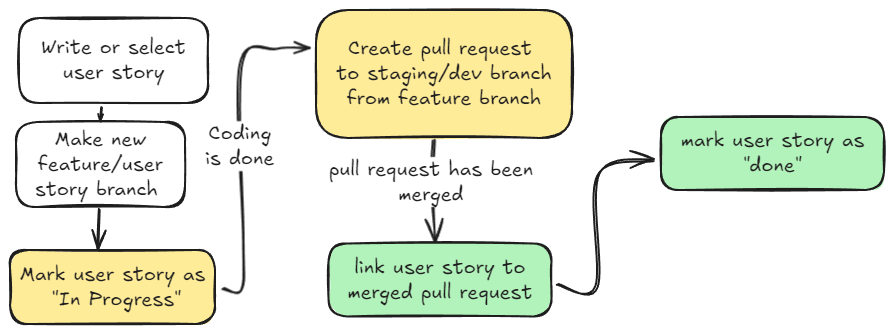 Write or select
user story
Make new
feature/user
story branch
Mark user story as
"In Progress"
Coding
is done
Create pull request
to staging/dev branch
from feature branch
pull request has been
merged
link user story to
merged pull request
mark user story as
"done"